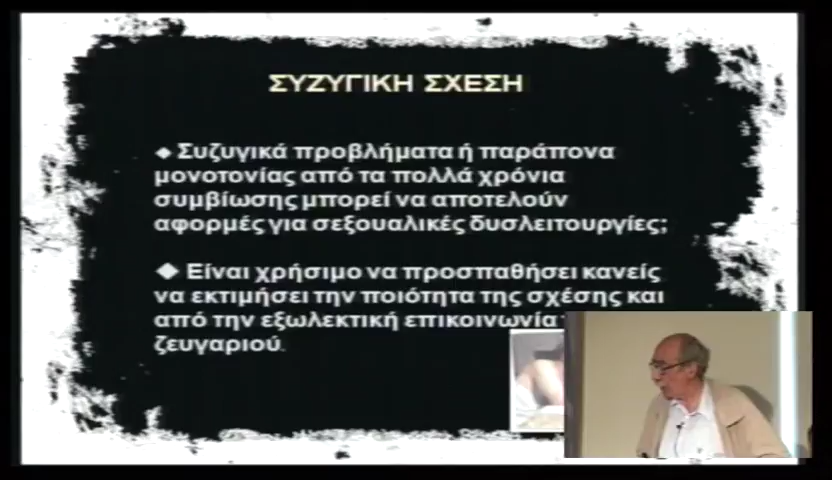 ΣΥΖΥΓΙΚΗ ΣΧΕΣΗ
◆ Συζυγικά προβλήματα ή παράπονα
μονοτονίας από τα πολλά χρόνια
συμβίωσης μπορεί να αποτελούν
αφορμές για σεξουαλικές δυσλειτουργίες;
◆ Είναι χρήσιμο να προσπαθήσει κανείς
να εκτιμήσει την ποιότητα της σχέσης και
από την εξωλεκτική επικοινωνία
ζευγαριού.